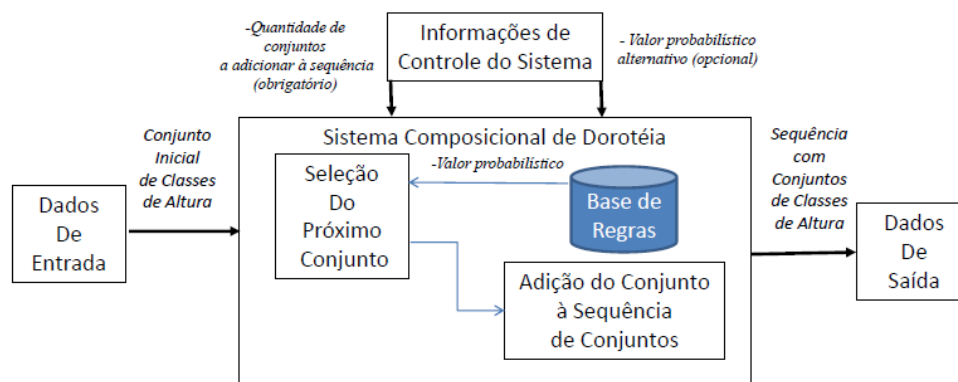 -Quantidade de
conjuntos
a adicionar à sequência
(obrigatório)
Informações de
Controle do Sistema
- Valor probabilístico
alternativo (opcional)
Conjunto
Inicial
de Classes
de Altura
Dados
De
Entrada
Sistema Composicional de Dorotéia
Seleção
Do
Próximo
Conjunto
-Valor probabilístico
Base de
Regras
Adição do Conjunto
à Sequência
de Conjuntos
Sequência
com
Conjuntos
de Classes
de Altura
Dados
De
Saída